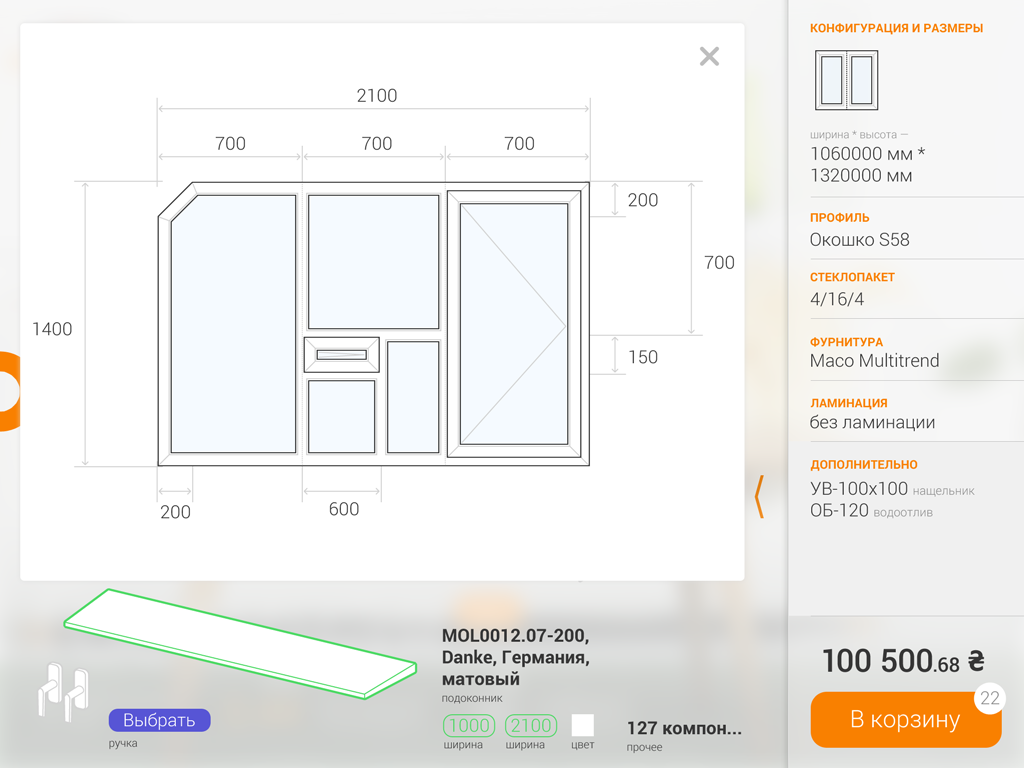 2100
700
700
700
200
700
1400
150
200
600
КОНФИГУРАЦИЯ И РАЗМЕРЫ
ширина * высота —
1060000 мм *
1320000 мм
ПРОФИЛЬ
Окошко S58
СТЕКЛОПАКЕТ
4/16/4
ФУРНИТУРА
Maco Multitrend
ЛАМИНАЦИЯ
без ламинации
ДОПОЛНИТЕЛЬНО
УВ-100х100 нащельник
ОБ-120 водоотлив
Выбрать
ручка
MOL0012.07-200,
Danke, Германия,
матовый
подоконник
1000
ширина
2100
ширина
цвет
127 компон...
прочее
100 500.68 ₴
22
В корзину